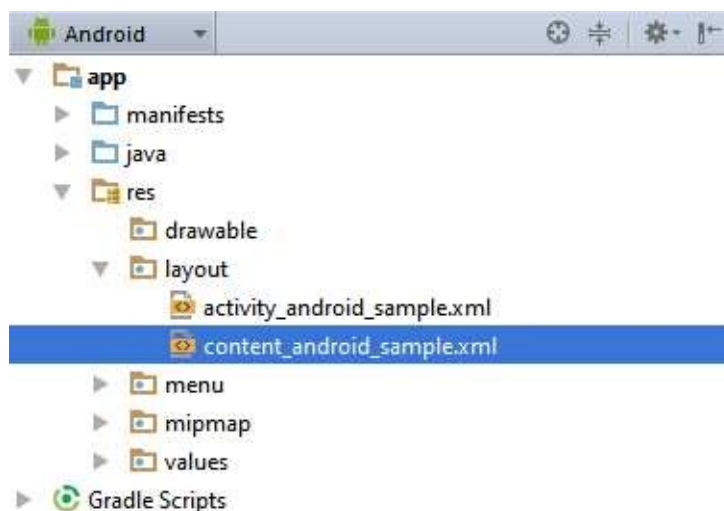 Android
app
manifests
java
res
drawable
layout
activity_android_sample.xml
content_android_sample.xml
menu
mipmap
values
Gradle Scripts